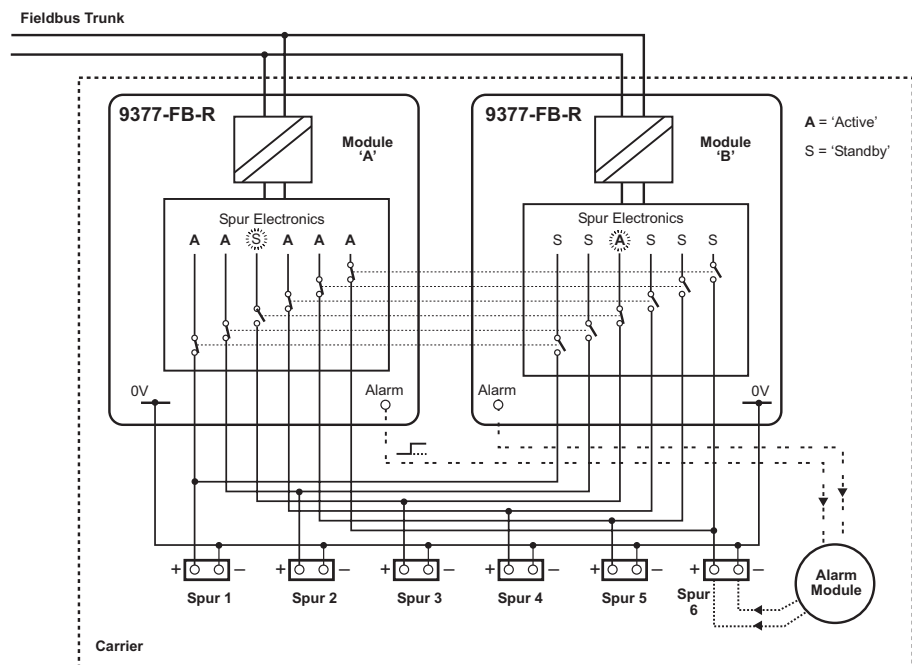 Fieldbus Trunk
9377-FB-R
Module
‘A’
9377-FB-R
Module
‘B’
A = ‘Active’
S = ‘Standby’
Spur Electronics
A A S A A A
Spur Electronics
S S A S S S
0V
Alarm
Alarm
0V
+ –
+ –
+ –
+ –
+ –
+ –
Spur 1
Spur 2
Spur 3
Spur 4
Spur 5
Spur
6
Alarm
Module
Carrier